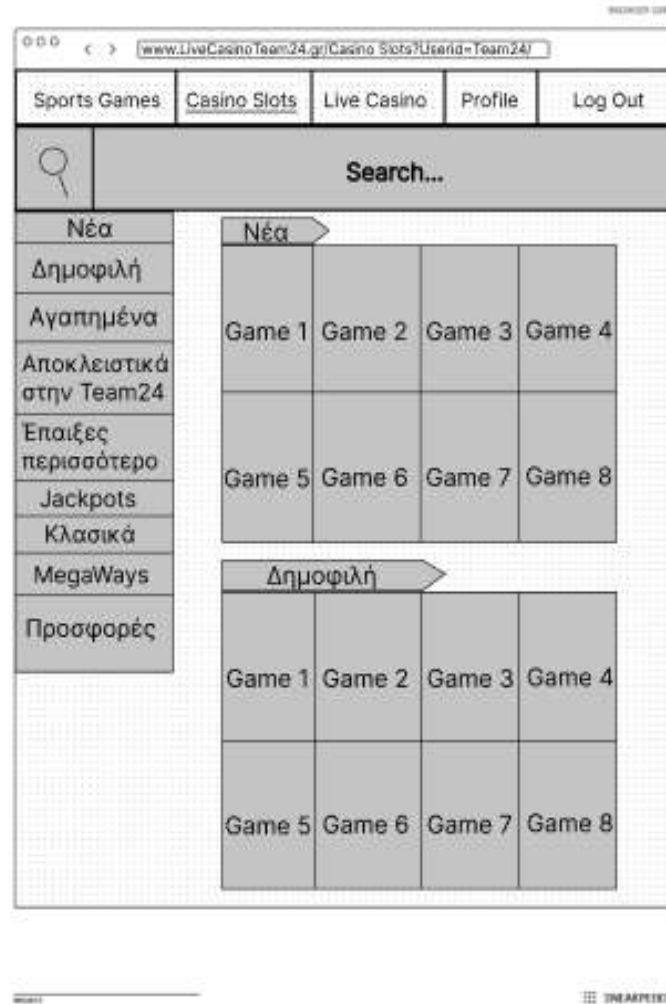 www.LiveCasinoTeam24.gr/Casino Slots?Userid=Team24/
Sports Games Casino Slots Live Casino Profile Log Out
Search...
Νέα
Δημοφιλή
Αγαπημένα
Αποκλειστικά
στην Team24
Έπαιξες
περισσότερο
Jackpots
Κλασικά
MegaWays
Προσφορές
Νέα
Game 1 Game 2 Game 3 Game 4
Game 5 Game 6 Game 7 Game 8
Δημοφιλή
Game 1 Game 2 Game 3 Game 4
Game 5 Game 6 Game 7 Game 8